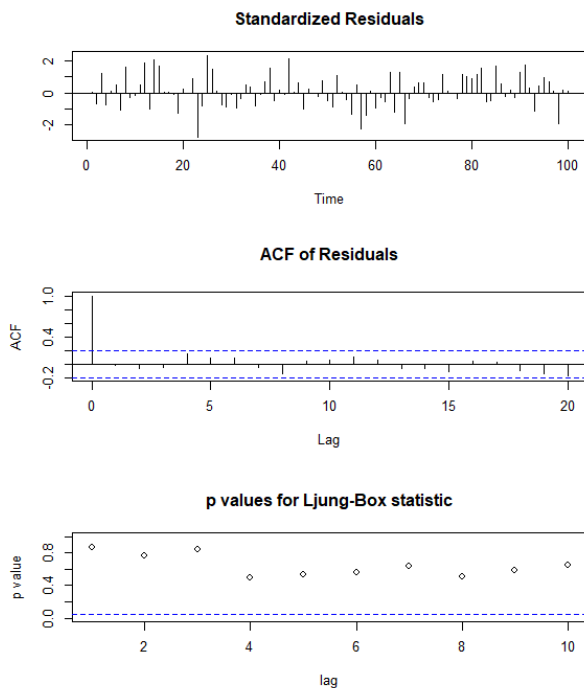 Standardized Residuals
2
0
-2
0 20 40 60 80 100
Time
ACF of Residuals
1.0
0.4
-0.2
ACF
0 5 10 15 20
Lag
p values for Ljung-Box statistic
0.8
0.4
0.0
p value
2 4 6 8 10
lag